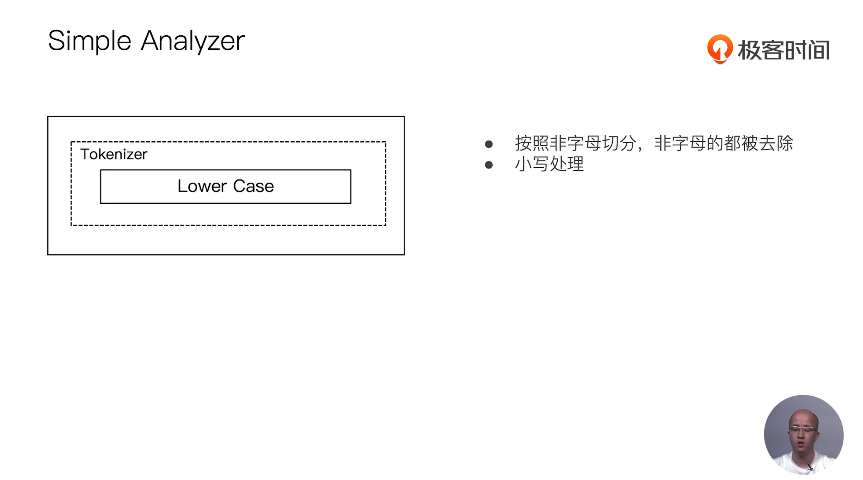 Simple Analyzer
极客时间
Tokenizer
Lower Case
● 按照非字母切分，非字母的都被去除
● 小写处理